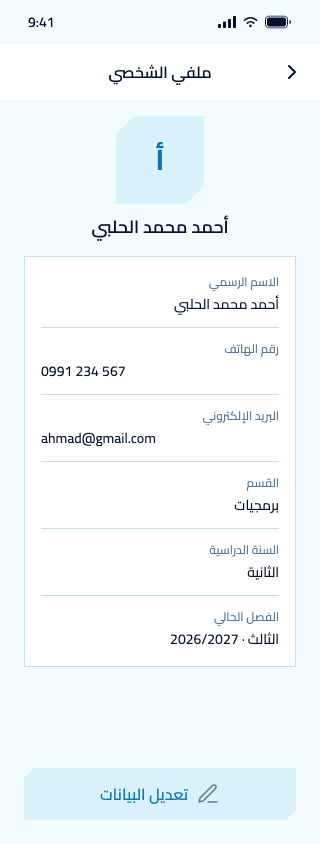 9:41
ملفي الشخصي
أ
أحمد محمد الحلبي
الاسم الرسمي
أحمد محمد الحلبي
رقم الهاتف
0991 234 567
البريد الإلكتروني
ahmad@gmail.com
القسم
برمجيات
السنة الدراسية
الثانية
الفصل الحالي
الثالث · 2026/2027
تعديل البيانات